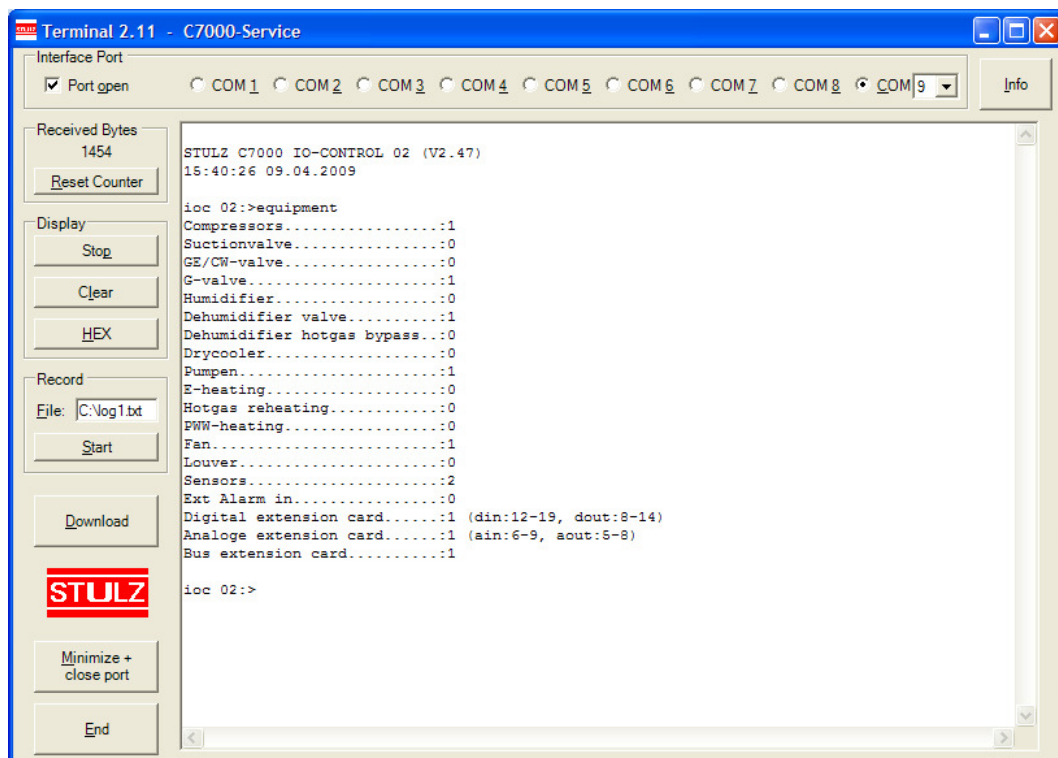 Terminal 2.11 - C7000-Service
Interface Port
Port open
COM 1 COM 2 COM 3 COM 4 COM 5 COM 6 COM 7 COM 8 COM 9
Info
Received Bytes
1454
Reset Counter
Display
Stop
Clear
HEX
Record
File: C:\log1.txt
Start
Download
STULZ
Minimize +
close port
End
STULZ C7000 IO-CONTROL 02 (V2.47)
15:40:26 09.04.2009
ioc 02:>equipment
Compressors.................:1
Suctionvalve................:0
GE/CW-valve.................:0
G-valve.....................:1
Humidifier..................:0
Dehumidifier valve..........:1
Dehumidifier hotgas bypass..:0
Drycooler...................:0
Pumpen......................:1
E-heating...................:0
Hotgas reheating............:0
PWW-heating.................:0
Fan.........................:1
Louver......................:0
Sensors.....................:2
Ext Alarm in................:0
Digital extension card......:1 (din:12-19, dout:8-14)
Analoge extension card......:1 (ain:6-9, aout:5-8)
Bus extension card..........:1
ioc 02:>